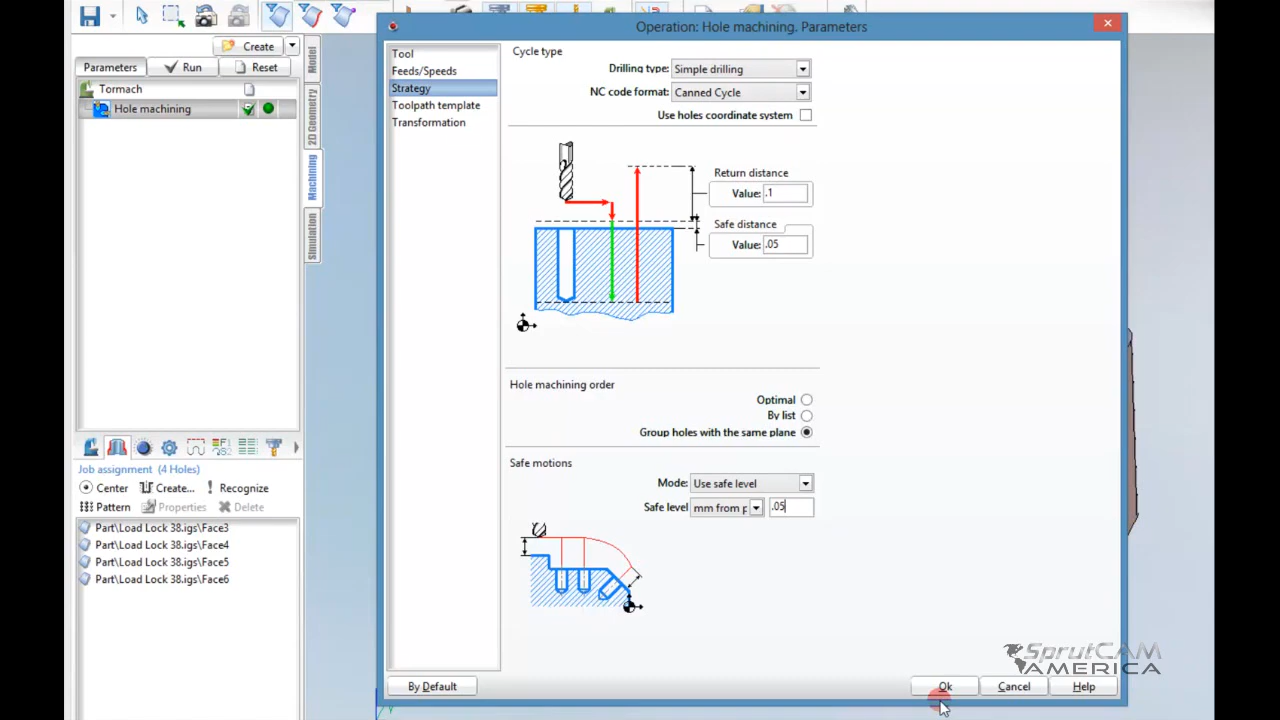 Operation: Hole machining. Parameters
Create
Parameters
Run
Reset
Tormach
Hole machining
Model
2D Geometry
Machining
Simulation
Tool
Feeds/Speeds
Strategy
Toolpath template
Transformation
Cycle type
Drilling type: Simple drilling
NC code format: Canned Cycle
Use holes coordinate system
Return distance
Value: .1
Safe distance
Value: .05
Hole machining order
Optimal
By list
Group holes with the same plane
Safe motions
Mode: Use safe level
Safe level mm from p .05
Job assignment (4 Holes)
Center Create... Recognize
Pattern Properties Delete
Part\Load Lock 38.igs\Face3
Part\Load Lock 38.igs\Face4
Part\Load Lock 38.igs\Face5
Part\Load Lock 38.igs\Face6
SprutCAM
AMERICA
By Default
Ok
Cancel
Help
Y